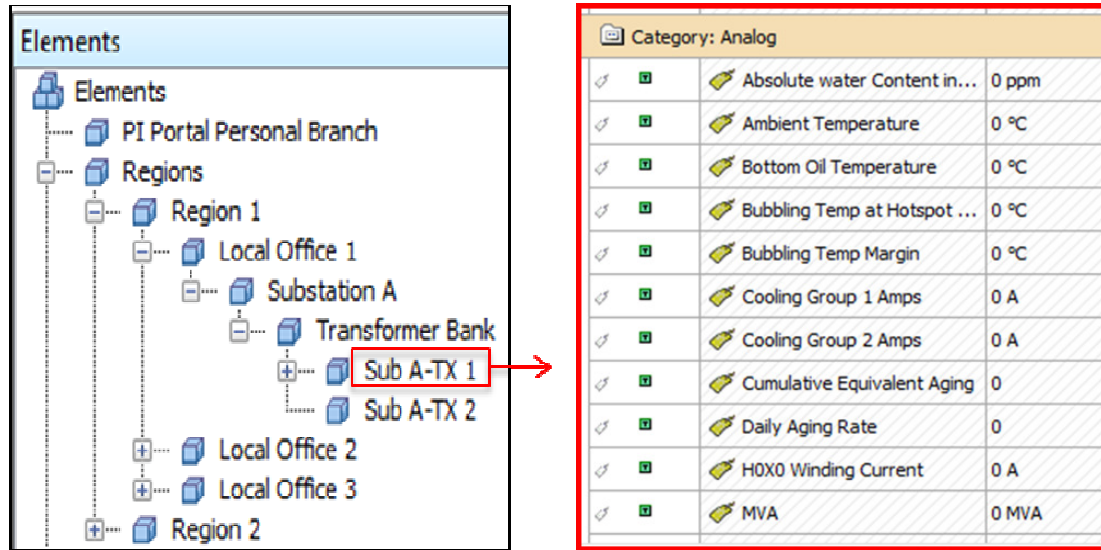 Elements
Elements
PI Portal Personal Branch
Regions
Region 1
Local Office 1
Substation A
Transformer Bank
Sub A-TX 1
Sub A-TX 2
Local Office 2
Local Office 3
Region 2
Category: Analog
Absolute water Content in... 0 ppm
Ambient Temperature 0 °C
Bottom Oil Temperature 0 °C
Bubbling Temp at Hotspot ... 0 °C
Bubbling Temp Margin 0 °C
Cooling Group 1 Amps 0 A
Cooling Group 2 Amps 0 A
Cumulative Equivalent Aging 0
Daily Aging Rate 0
H0X0 Winding Current 0 A
MVA 0 MVA